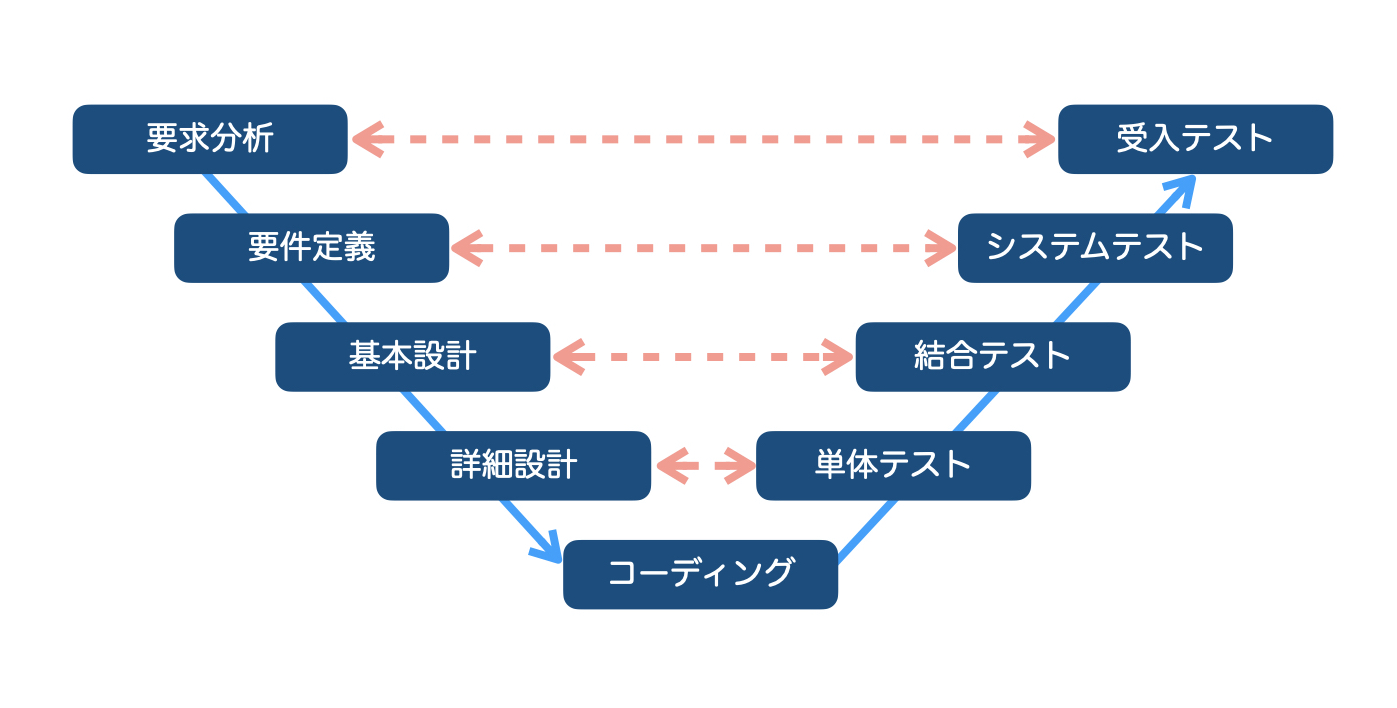 要求分析
受入テスト
要件定義
システムテスト
基本設計
結合テスト
詳細設計
単体テスト
コーディング